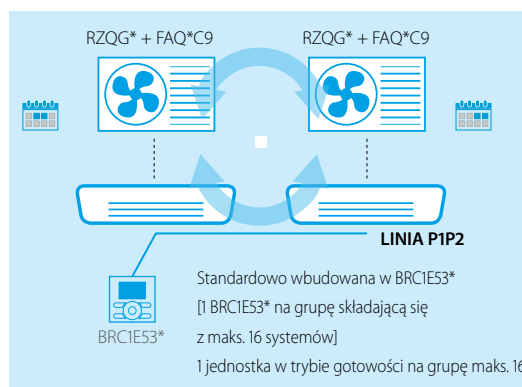 RZQG* + FAQ*C9 RZQG* + FAQ*C9
LINIA P1P2
Standardowo wbudowana w BRC1E53*
[1 BRC1E53* na grupę składającą się
BRC1E53* z maks. 16 systemów]
1 jednostka w trybie gotowości na grupę maks. 16